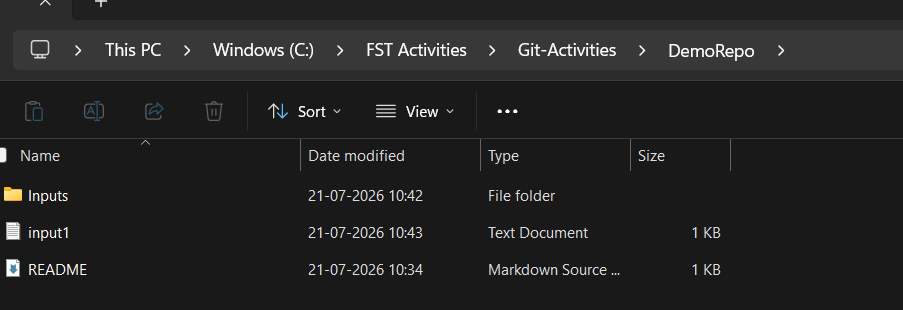 This PC > Windows (C:) > FST Activities > Git-Activities > DemoRepo >
Sort View
Name Date modified Type Size
Inputs 21-07-2026 10:42 File folder
input1 21-07-2026 10:43 Text Document 1 KB
README 21-07-2026 10:34 Markdown Source ... 1 KB